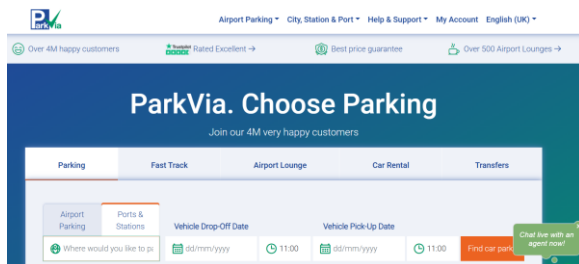 ParkVia
Airport Parking City, Station & Port Help & Support My Account English (UK)
Over 4M happy customers Trustpilot Rated Excellent → Best price guarantee Over 500 Airport Lounges →
ParkVia. Choose Parking
Join our 4M very happy customers
Parking Fast Track Airport Lounge Car Rental Transfers
Airport Parking Ports & Stations Vehicle Drop-Off Date Vehicle Pick-Up Date
Where would you like to pa dd/mm/yyyy 11:00 dd/mm/yyyy 11:00 Find car park
Chat live with an
agent now!